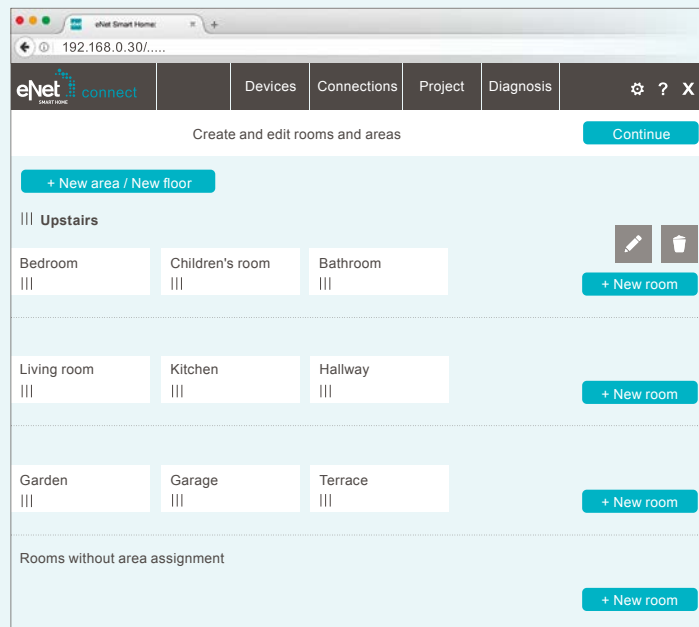 eNet Smart Home:
192.168.0.30/.....
eNet SMART HOME connect Devices Connections Project Diagnosis ? X
Create and edit rooms and areas Continue
+ New area / New floor
Upstairs
Bedroom Children's room Bathroom
+ New room
Living room Kitchen Hallway
+ New room
Garden Garage Terrace
+ New room
Rooms without area assignment
+ New room